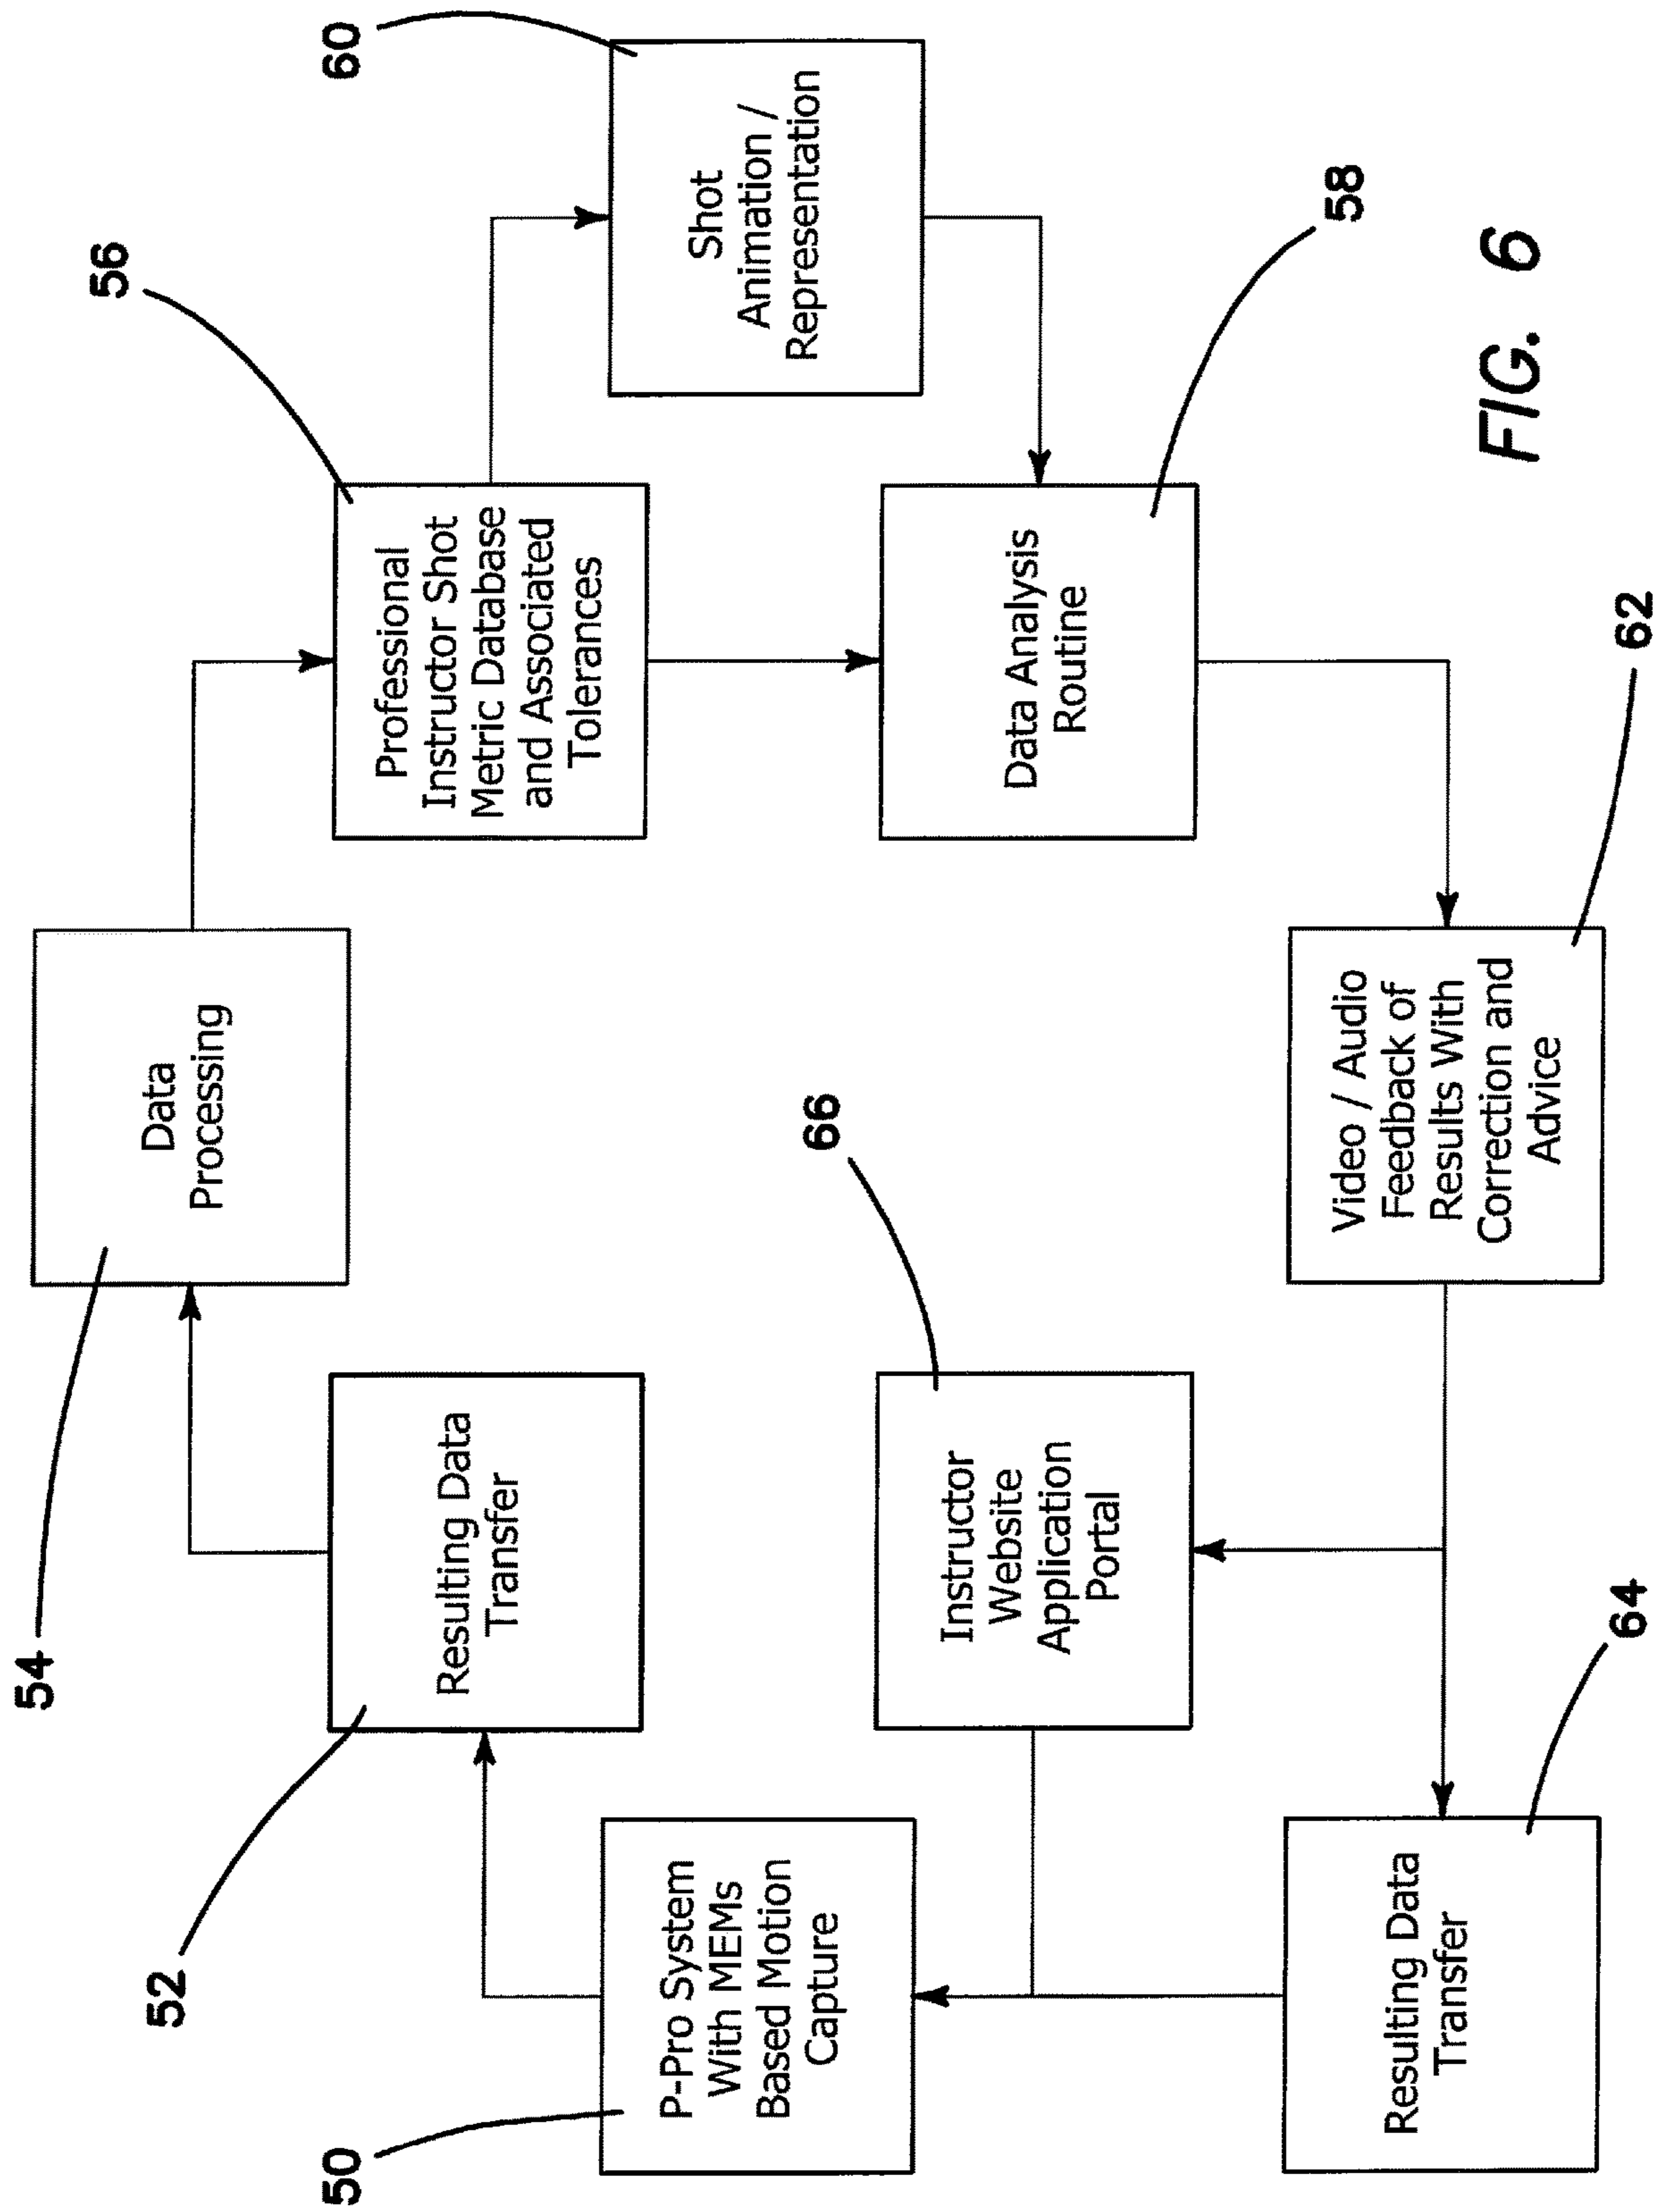 54
Data
Processing
52
Resulting Data
Transfer
56
Professional
Instructor Shot
Metric Database
and Associated
Tolerances
50
P-Pro System
With MEMs
Based Motion
Capture
66
Instructor
Website
Application
Portal
60
Shot
Animation /
Representation
Data Analysis
Routine
58
64
Resulting Data
Transfer
Video / Audio
Feedback of
Results With
Correction and
Advice
62
FIG. 6